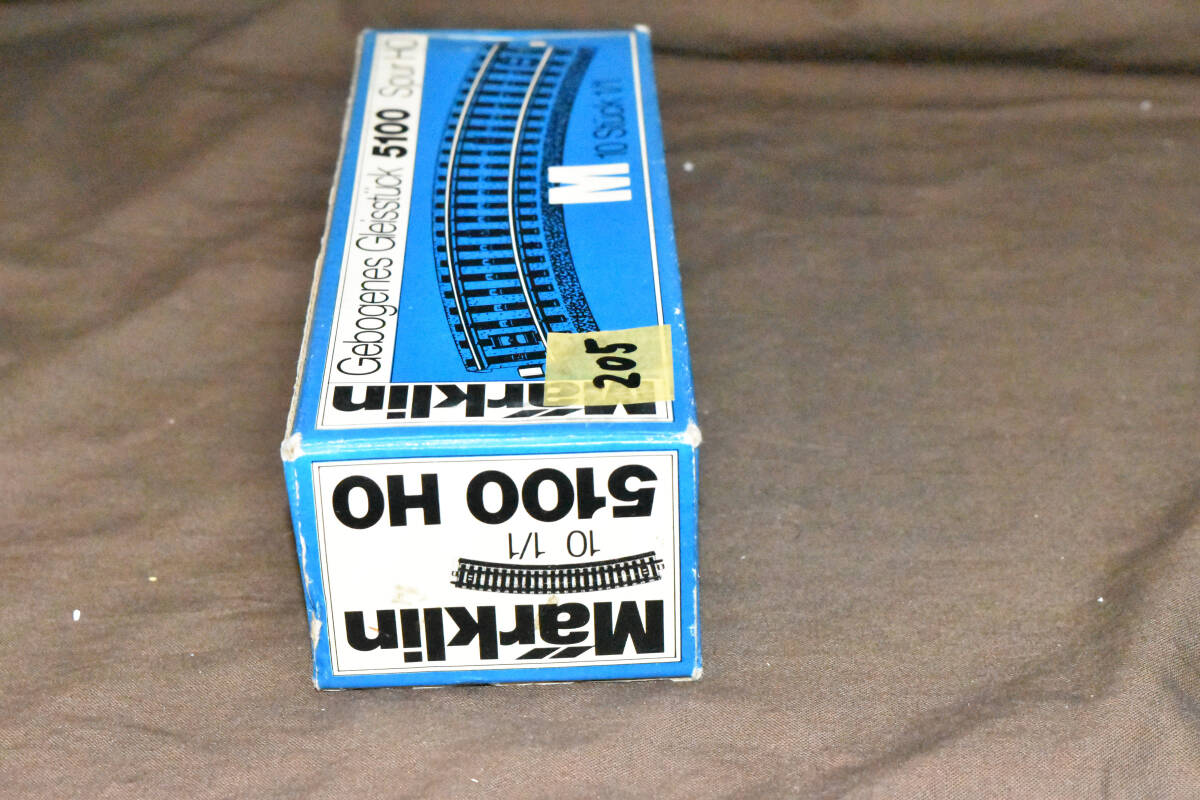 Gebogenes Gleisstück 5100 Spur HO
M 10 Stück 1/1
205
Märklin
Märklin
10 1/1
5100 HO